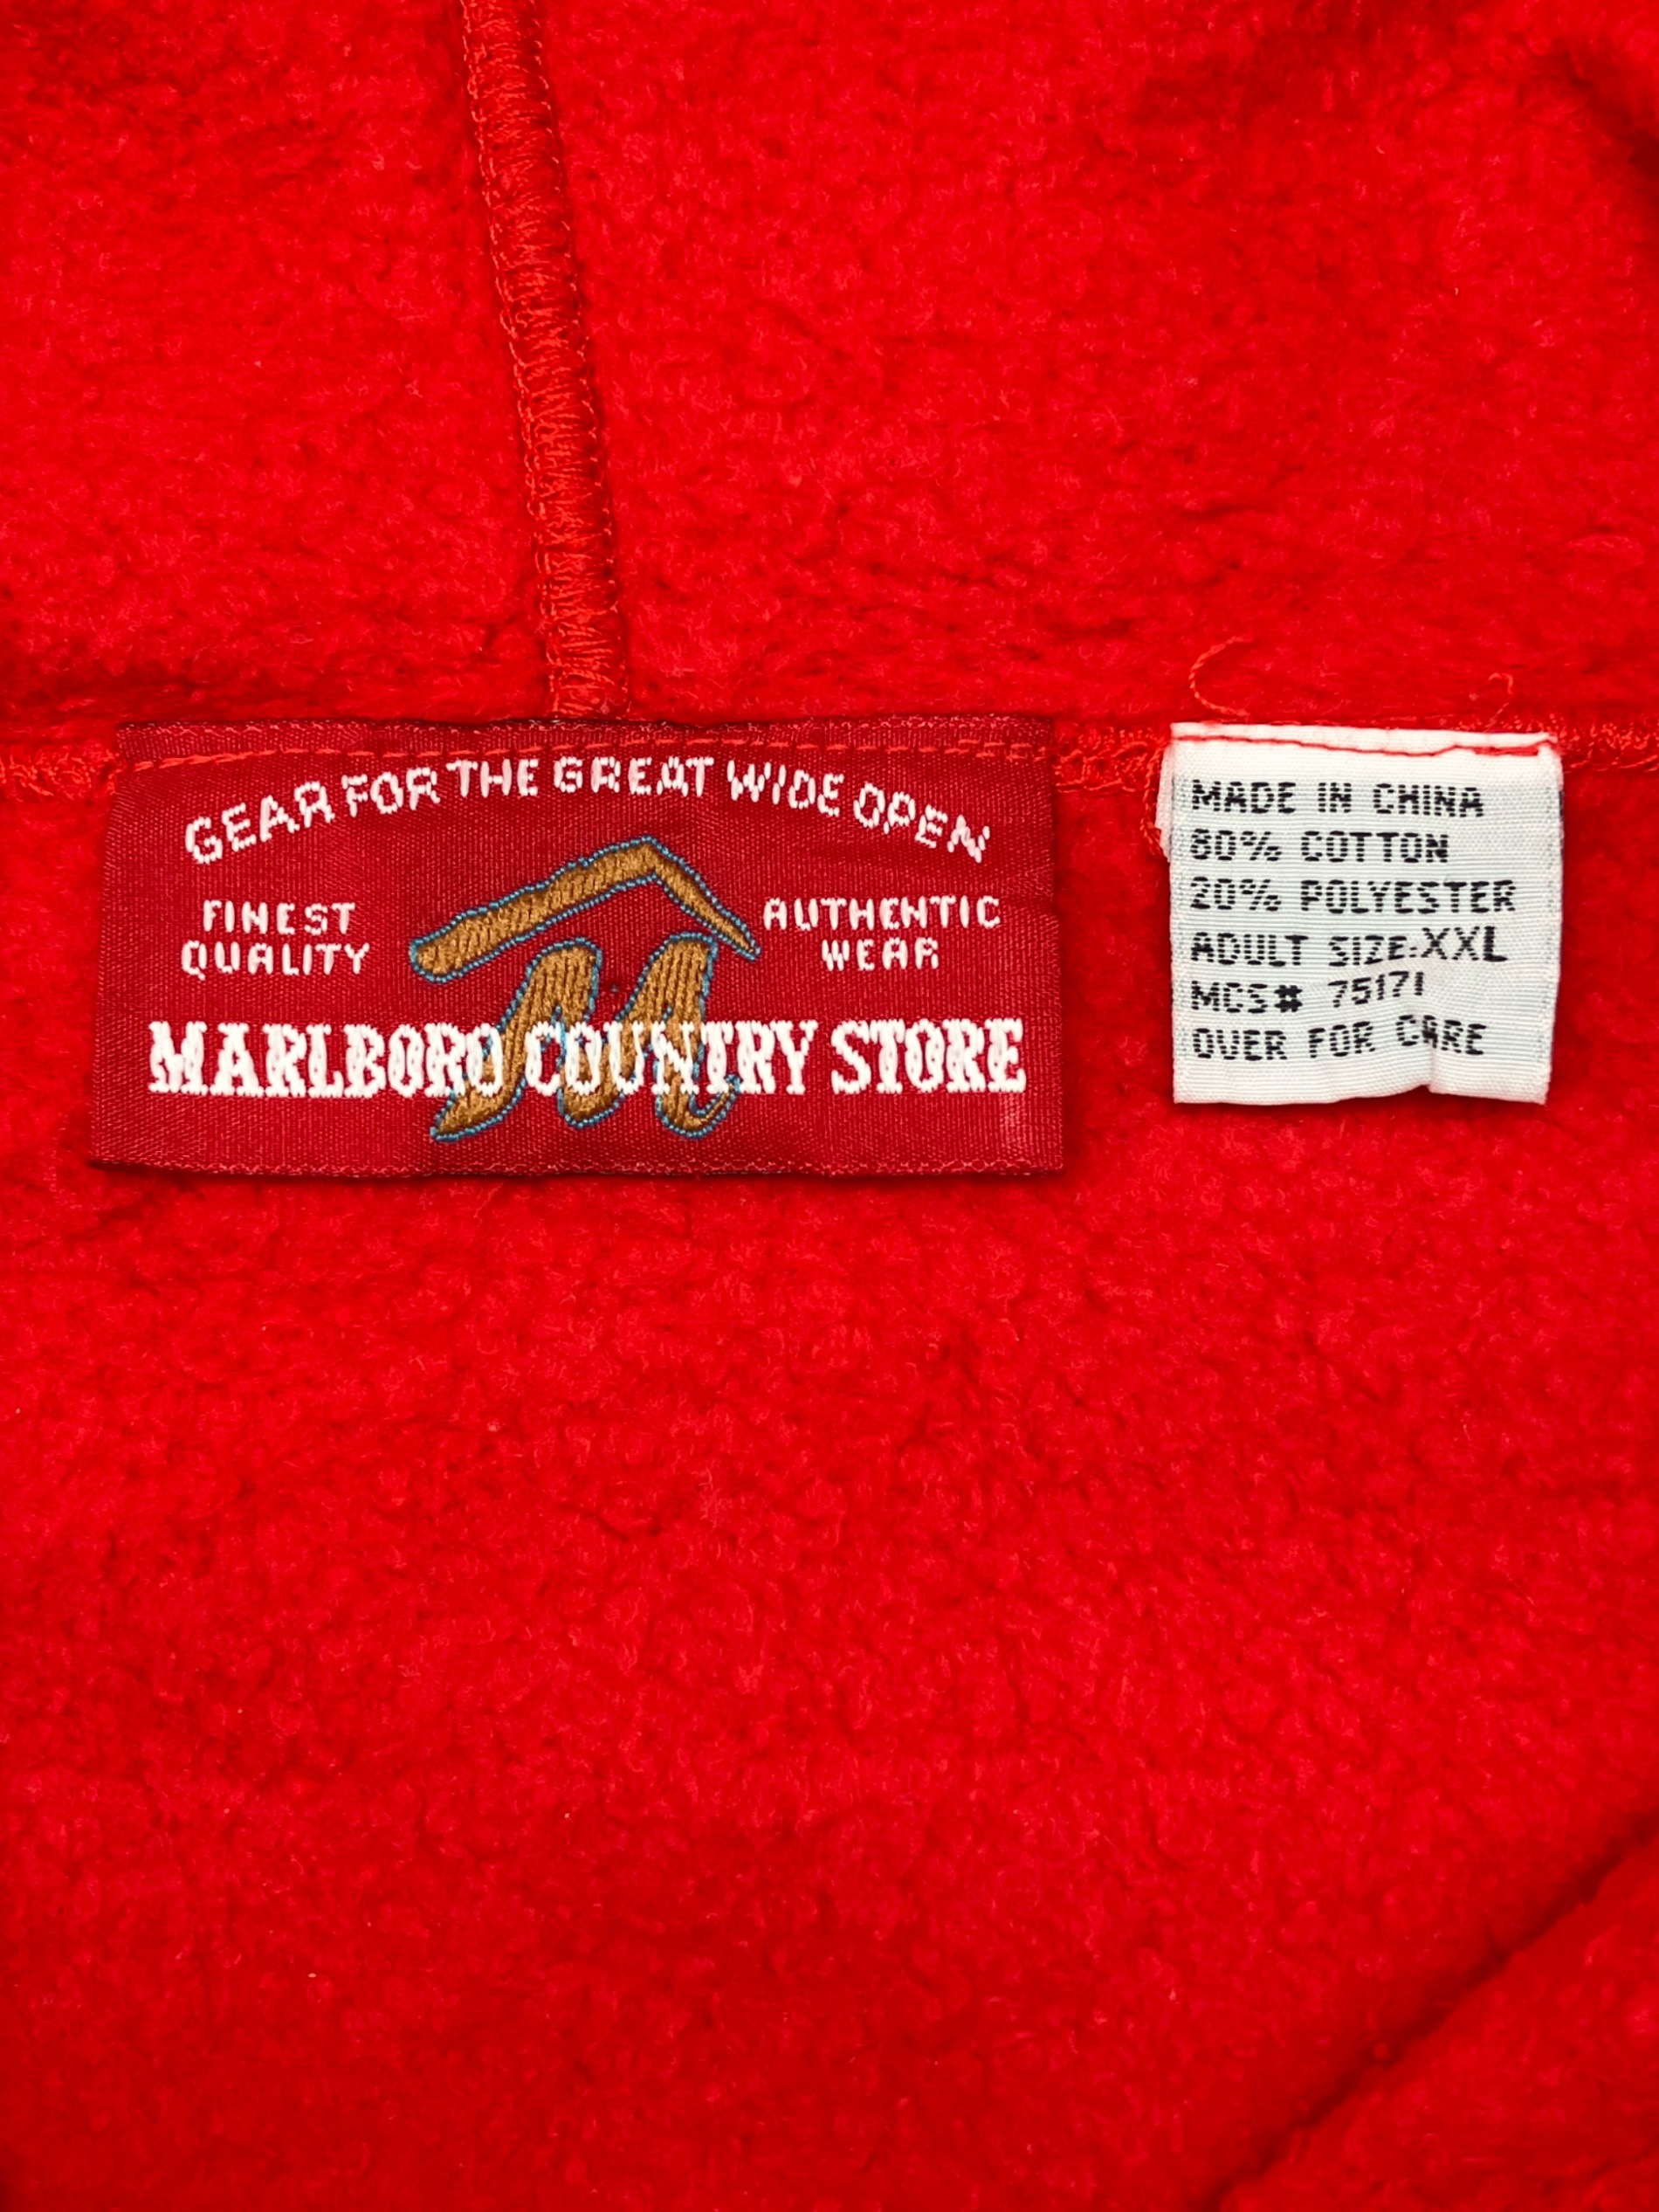 GEAR FOR THE GREAT WIDE OPEN
FINEST
QUALITY
AUTHENTIC
WEAR
MARLBORO COUNTRY STORE
MADE IN CHINA
80% COTTON
20% POLYESTER
ADULT SIZE:XXL
MCS# 75171
OVER FOR CARE